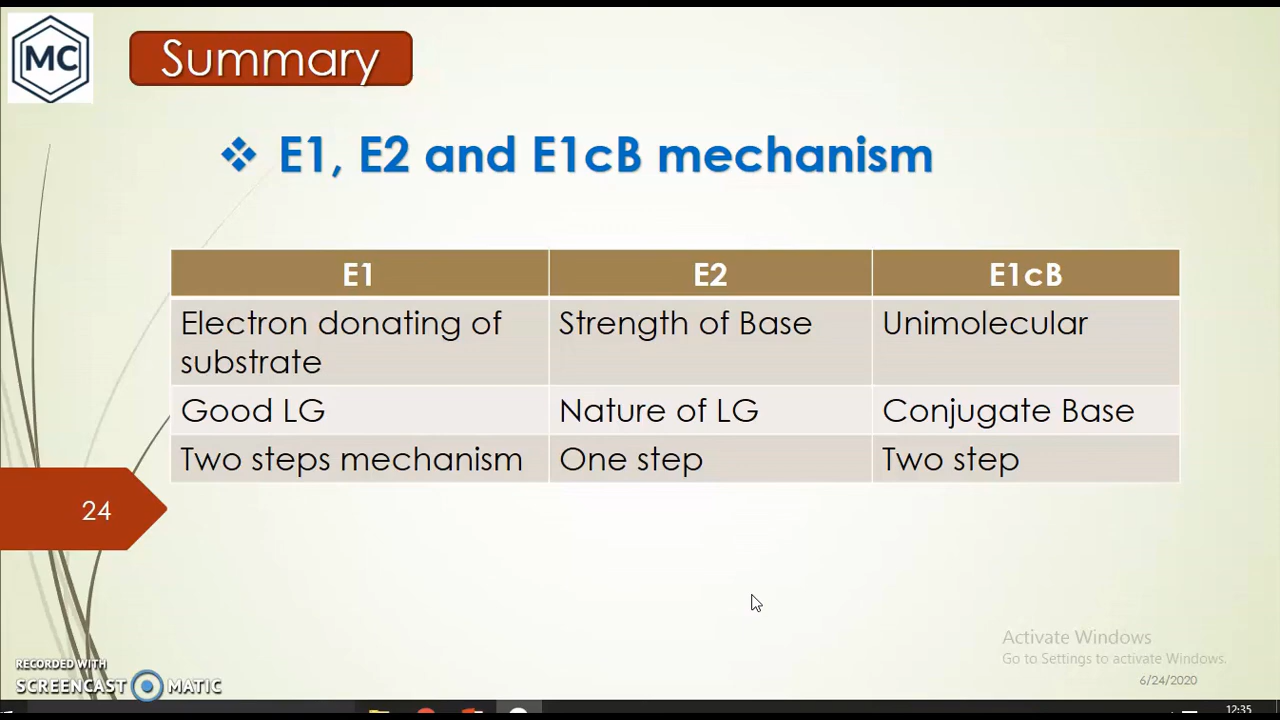 MC
Summary
❖ E1, E2 and E1cB mechanism
E1 E2 E1cB
Electron donating of Strength of Base Unimolecular
substrate
Good LG Nature of LG Conjugate Base
Two steps mechanism One step Two step
24
Activate Windows
Go to Settings to activate Windows.
6/24/2020
RECORDED WITH
SCREENCAST MATIC
12:35